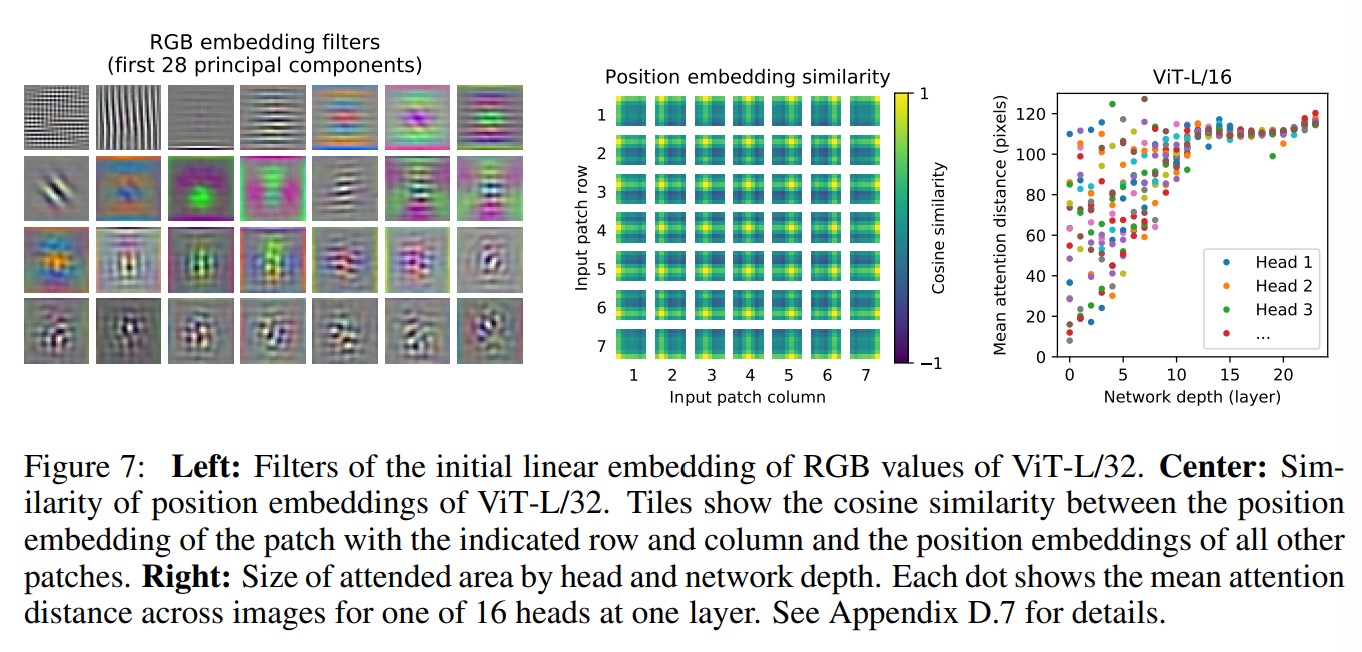 RGB embedding filters
(first 28 principal components)
Position embedding similarity
Input patch row
1
2
3
4
5
6
7
1 2 3 4 5 6 7
Input patch column
1
−1
Cosine similarity
ViT-L/16
Mean attention distance (pixels)
120
100
80
60
40
20
0
0 5 10 15 20
Network depth (layer)
Head 1
Head 2
Head 3
...
Figure 7: Left: Filters of the initial linear embedding of RGB values of ViT-L/32. Center: Sim-
ilarity of position embeddings of ViT-L/32. Tiles show the cosine similarity between the position
embedding of the patch with the indicated row and column and the position embeddings of all other
patches. Right: Size of attended area by head and network depth. Each dot shows the mean attention
distance across images for one of 16 heads at one layer. See Appendix D.7 for details.